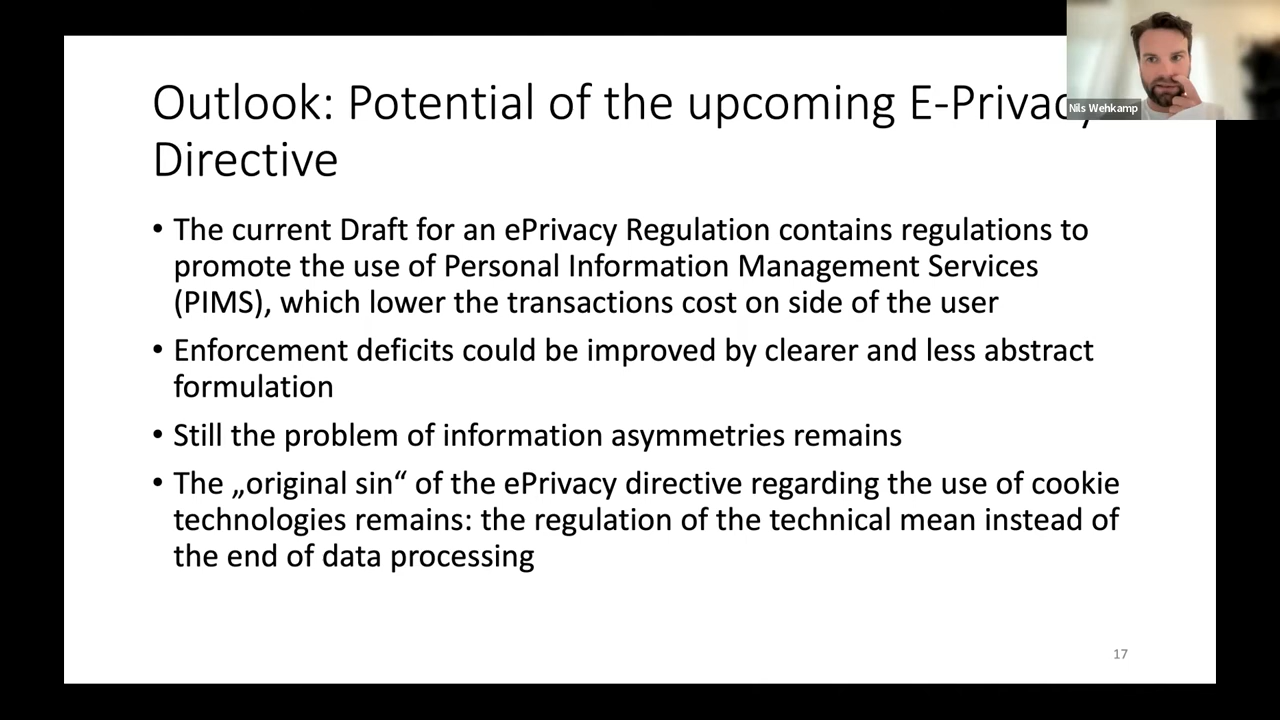 Outlook: Potential of the upcoming E-Privacy
Directive
Nils Wehkamp
• The current Draft for an ePrivacy Regulation contains regulations to
promote the use of Personal Information Management Services
(PIMS), which lower the transactions cost on side of the user
• Enforcement deficits could be improved by clearer and less abstract
formulation
• Still the problem of information asymmetries remains
• The „original sin“ of the ePrivacy directive regarding the use of cookie
technologies remains: the regulation of the technical mean instead of
the end of data processing
17